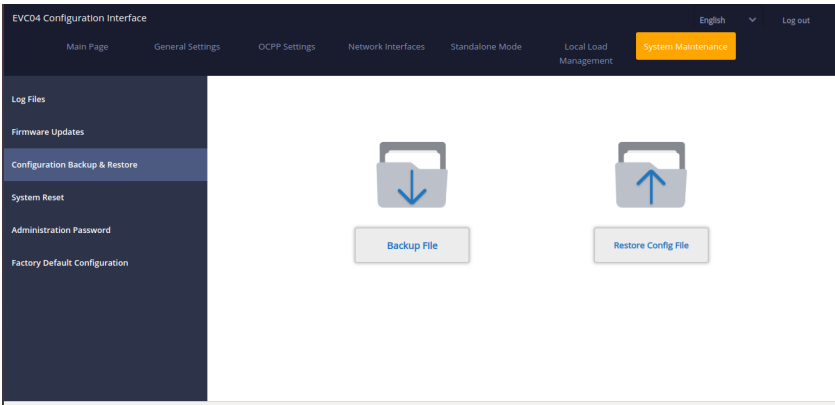 EVC04 Configuration Interface
English
Log out
Main Page
General Settings
OCPP Settings
Network Interfaces
Standalone Mode
Local Load
Management
System Maintenance
Log Files
Firmware Updates
Configuration Backup & Restore
System Reset
Administration Password
Factory Default Configuration
Backup File
Restore Config File